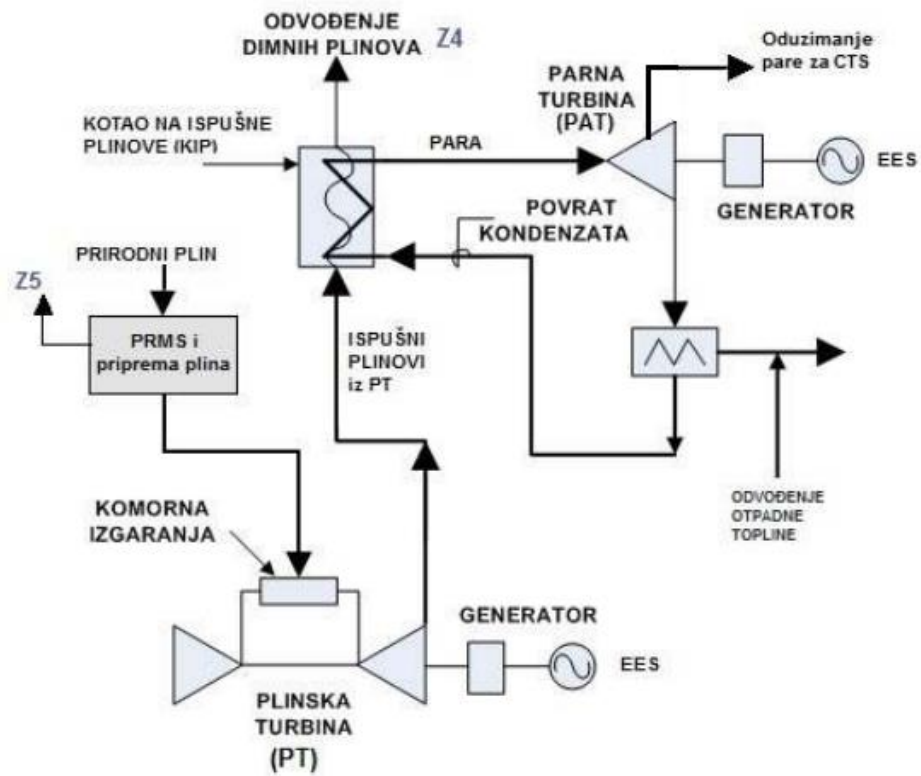 ODVOĐENJE
DIMNIH PLINOVA
Z4
Oduzimanje
pare za CTS
PARNA
TURBINA
(PAT)
KOTAO NA ISPUŠNE
PLINOVE (KIP)
PARA
EES
GENERATOR
POVRAT
KONDENZATA
PRIRODNI PLIN
Z5
PRMS i
priprema plina
ISPUŠNI
PLINOVI
iz PT
ODVOĐENJE
OTPADNE
TOPLINE
KOMORNA
IZGARANJA
GENERATOR
EES
PLINSKA
TURBINA
(PT)